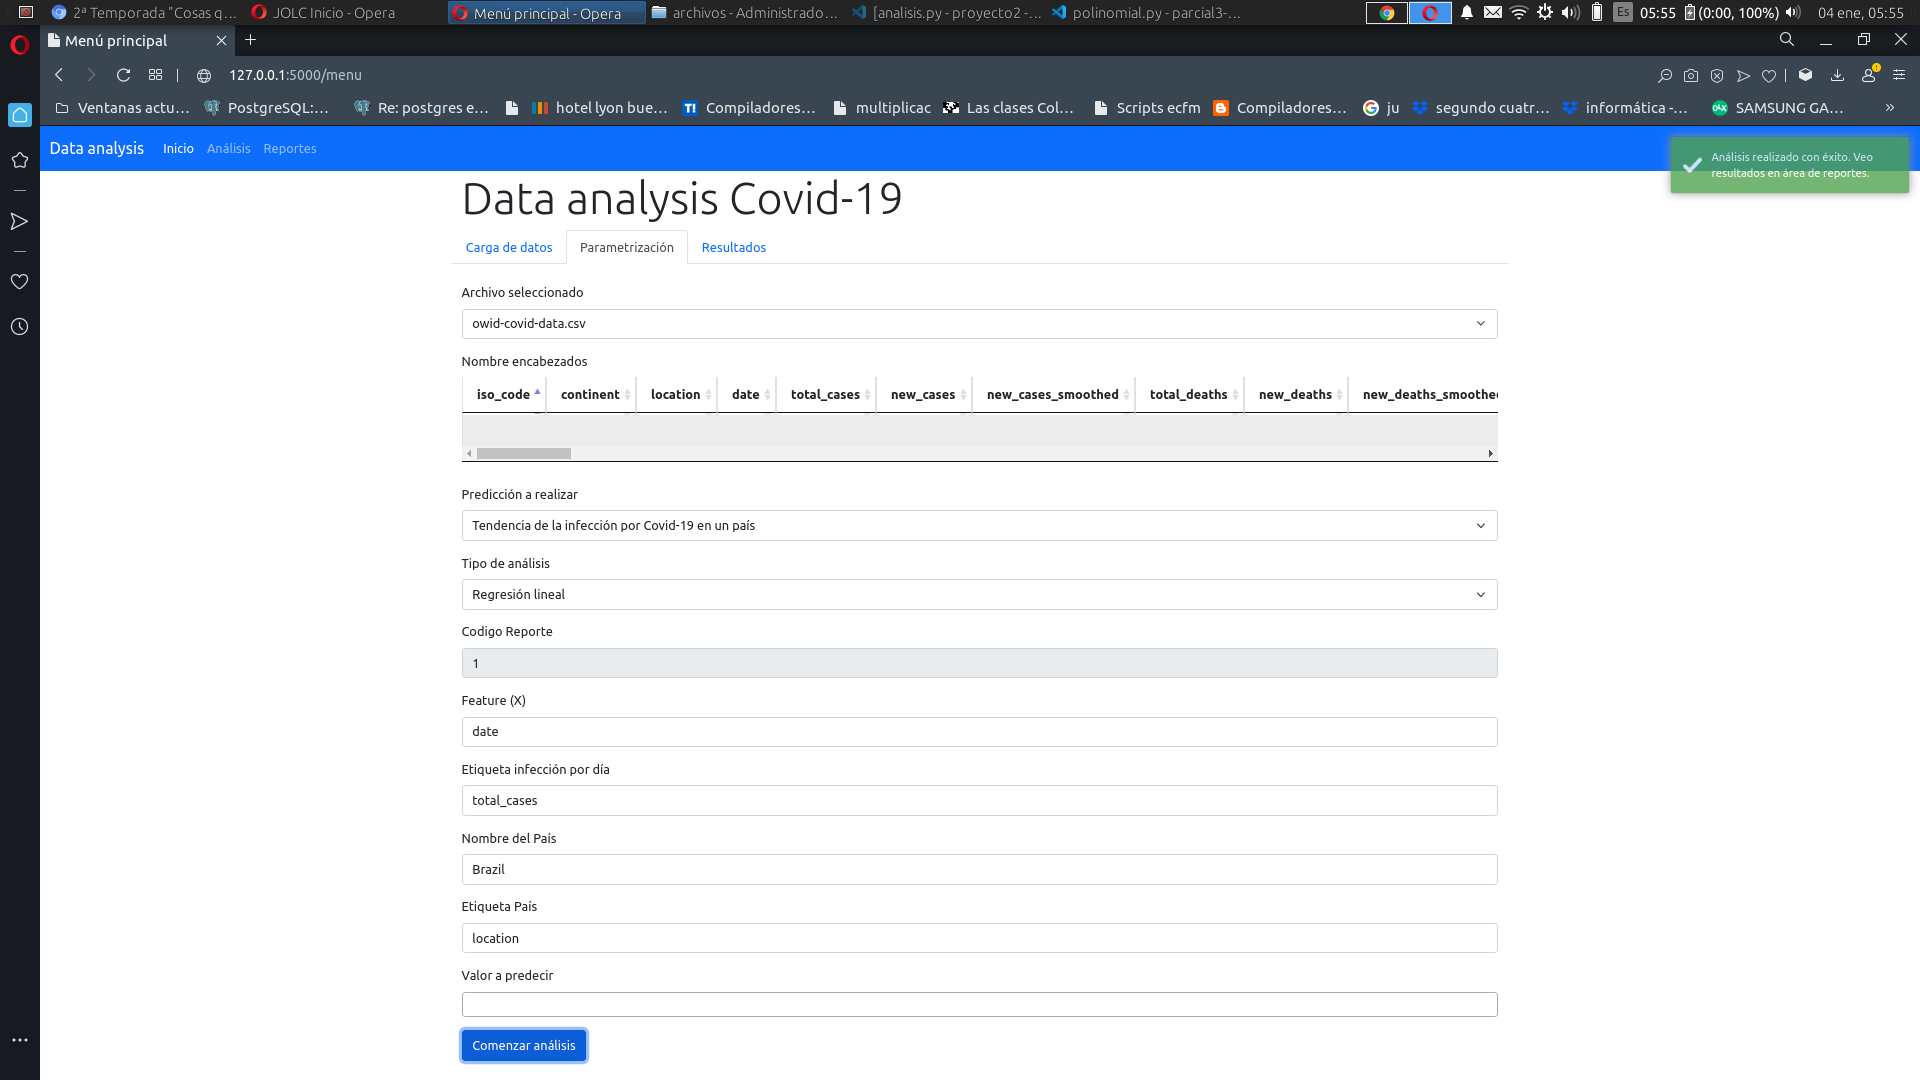 2ª Temporada "Cosas q...
JOLC Inicio - Opera
Menú principal - Opera
archivos - Administrado...
[analisis.py - proyecto2 -...
polinomial.py - parcial3-...
Es
05:55
(0:00, 100%)
04 ene, 05:55
Menú principal
127.0.0.1:5000/menu
Ventanas actu...
PostgreSQL:...
Re: postgres e...
hotel lyon bue...
T!
Compiladores...
multiplicac
Las clases Col...
Scripts ecfm
Compiladores...
ju
segundo cuatr...
informática -...
SAMSUNG GA...
»
Data analysis
Inicio
Análisis
Reportes
Análisis realizado con éxito. Veo
resultados en área de reportes.
Data analysis Covid-19
Carga de datos
Parametrización
Resultados
Archivo seleccionado
owid-covid-data.csv
Nombre encabezados
iso_code continent location date total_cases new_cases new_cases_smoothed total_deaths new_deaths new_deaths_smoothe
Predicción a realizar
Tendencia de la infección por Covid-19 en un país
Tipo de análisis
Regresión lineal
Codigo Reporte
1
Feature (X)
date
Etiqueta infección por día
total_cases
Nombre del País
Brazil
Etiqueta País
location
Valor a predecir
Comenzar análisis